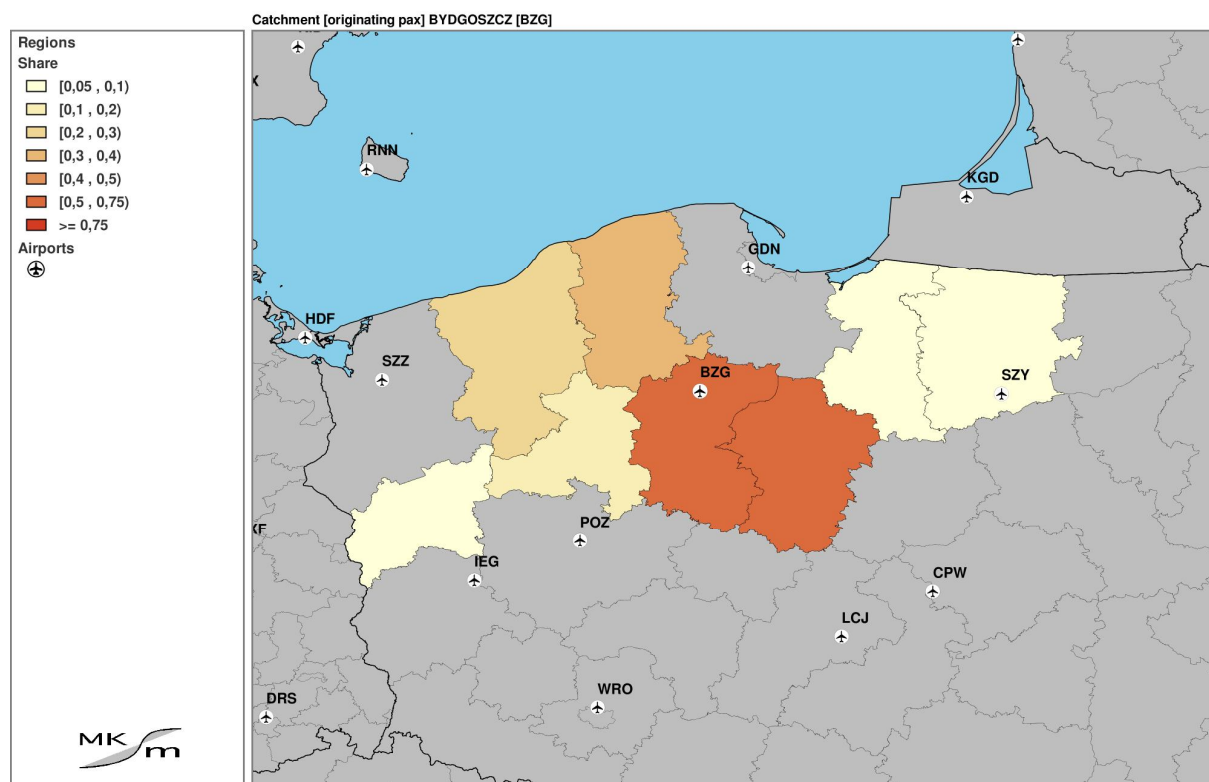 Catchment [originating pax] BYDGOSZCZ [BZG]
Regions
Share
[0,05 , 0,1)
[0,1 , 0,2)
[0,2 , 0,3)
[0,3 , 0,4)
[0,4 , 0,5)
[0,5 , 0,75)
>= 0,75
Airports
RNN
KGD
GDN
HDF
SZZ
BZG
SZY
POZ
IEG
CPW
LCJ
WRO
DRS
MK
m